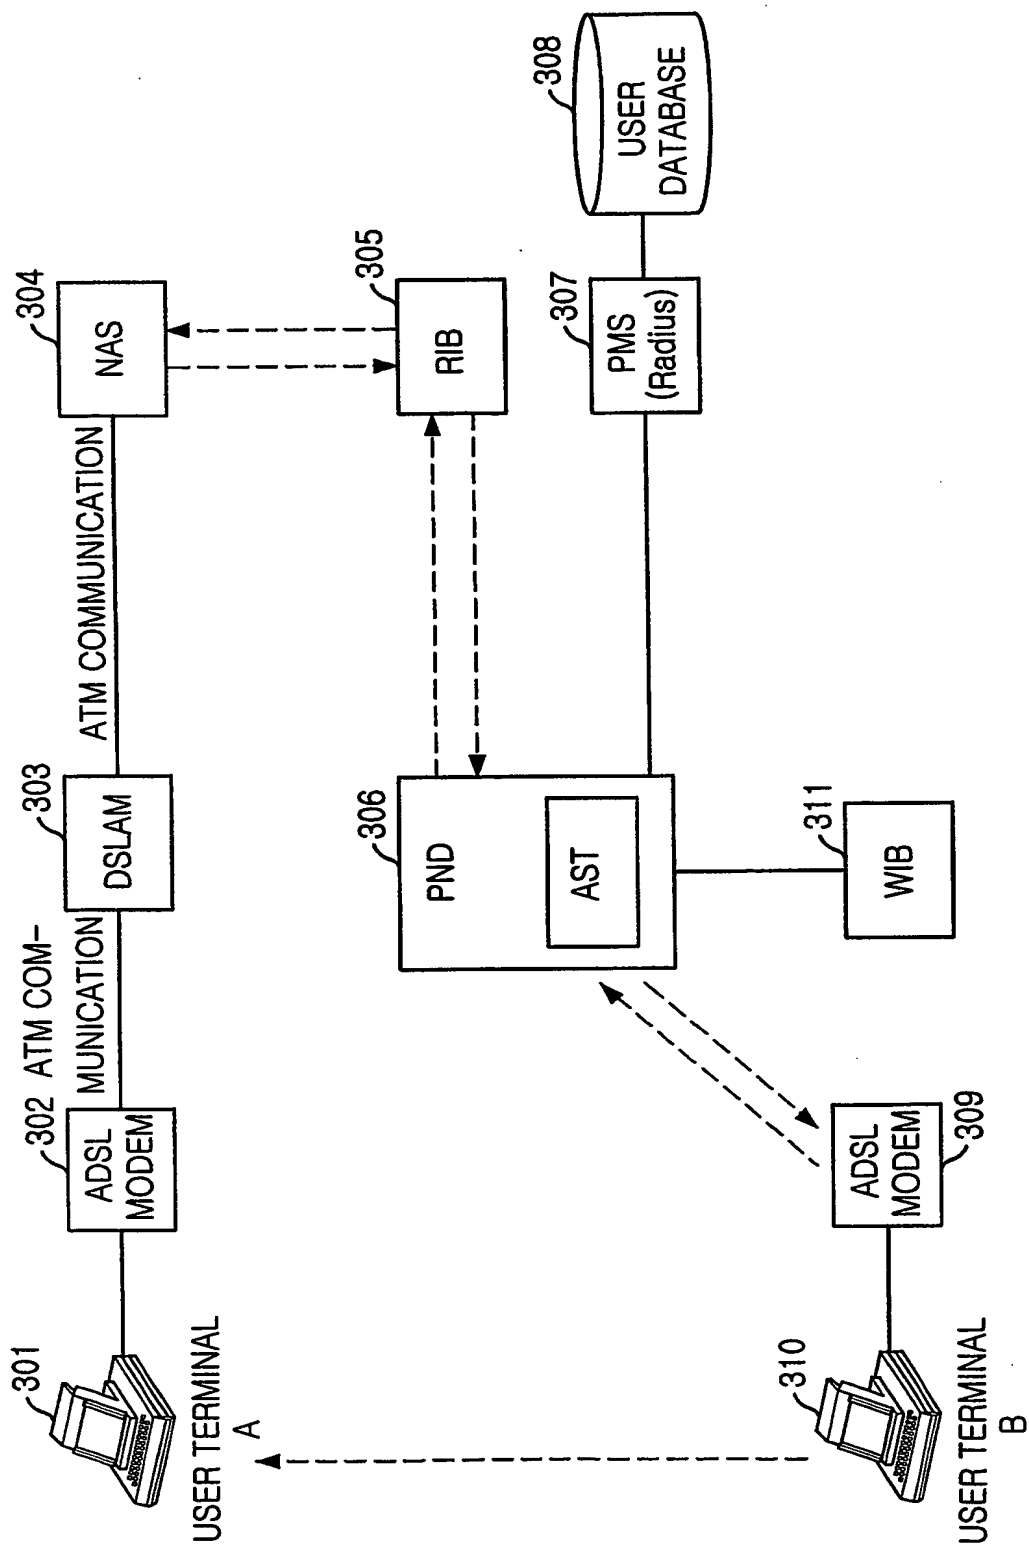 301
USER TERMINAL
A
302
ADSL
MODEM
ATM COM-
MUNICATION
303
DSLAM
ATM COMMUNICATION
304
NAS
305
RIB
306
PND
AST
307
PMS
(Radius)
308
USER
DATABASE
309
ADSL
MODEM
310
USER TERMINAL
B
311
WIB